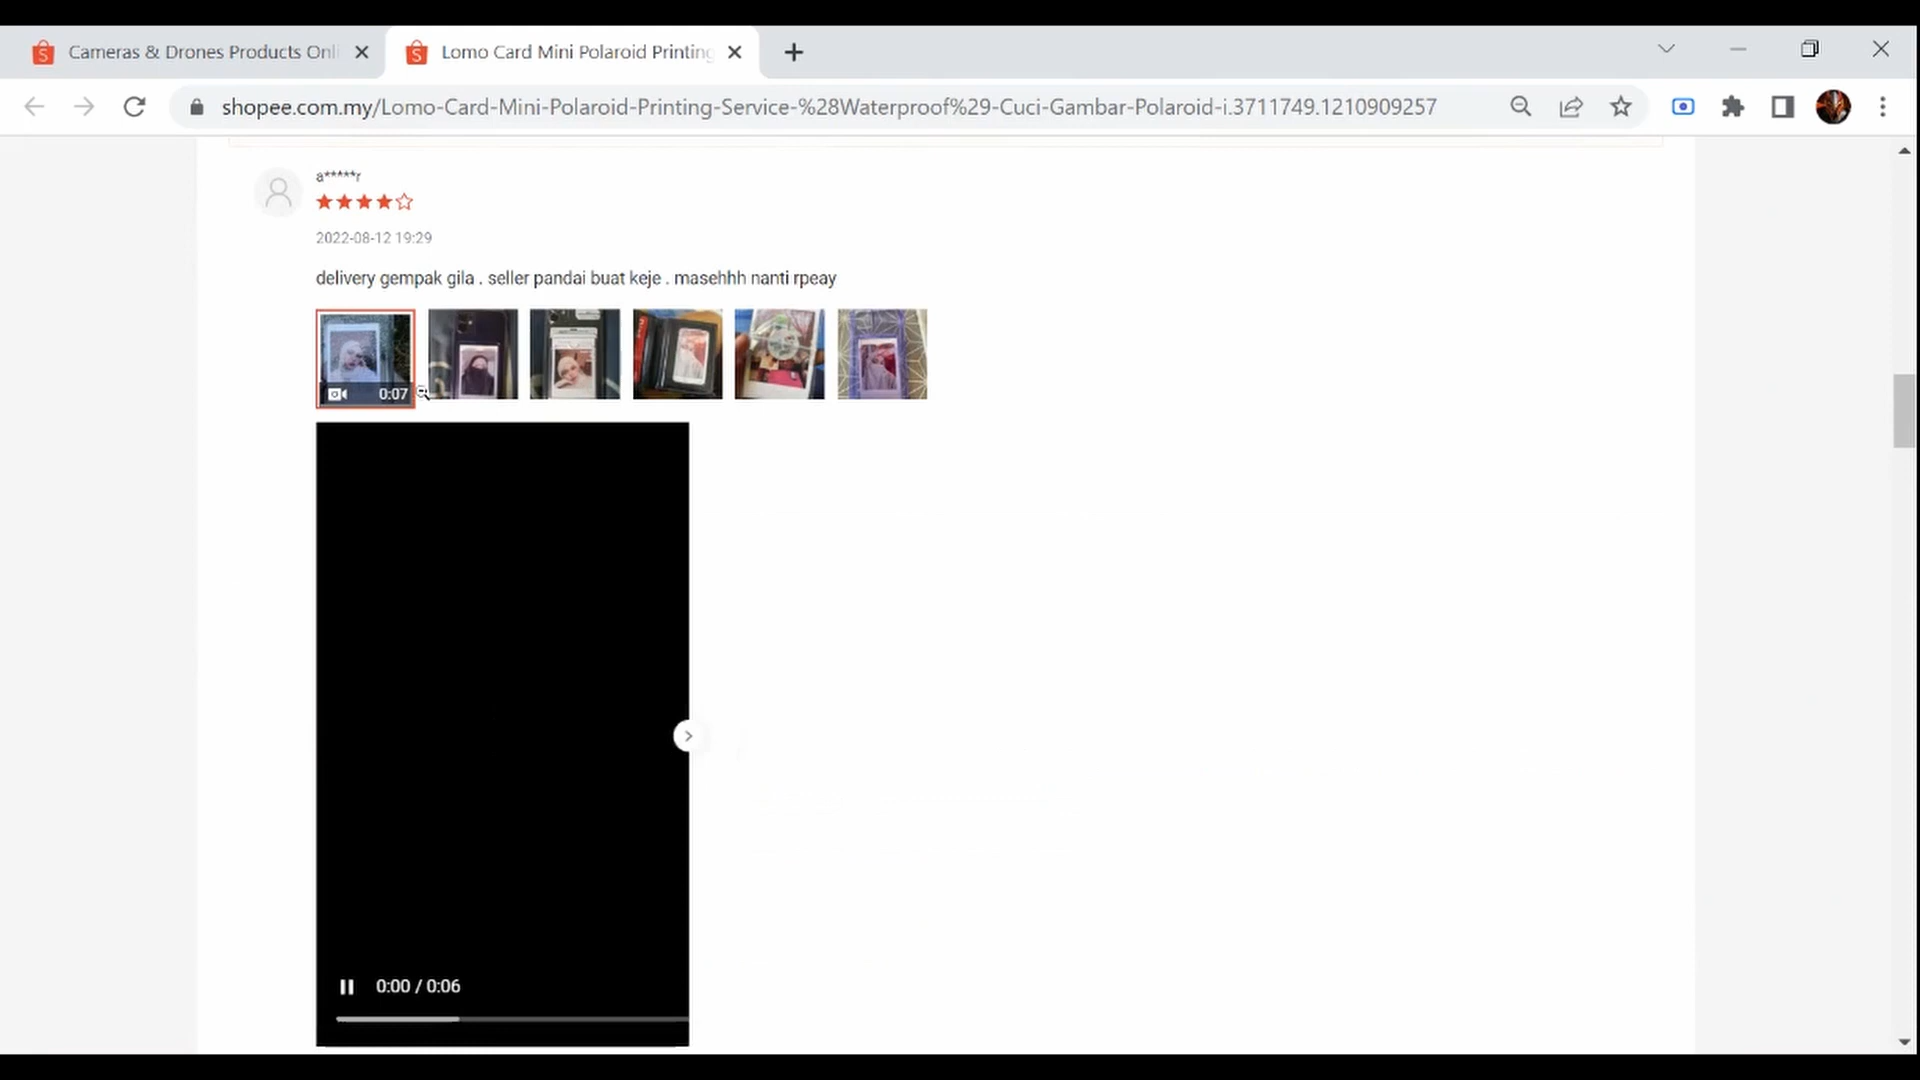 Cameras & Drones Products Onli
Lomo Card Mini Polaroid Printing
shopee.com.my/Lomo-Card-Mini-Polaroid-Printing-Service-%28Waterproof%29-Cuci-Gambar-Polaroid-i.3711749.1210909257
a*****r
2022-08-12 19:29
delivery gempak gila . seller pandai buat keje . masehhh nanti rpeay
0:07
0:00 / 0:06